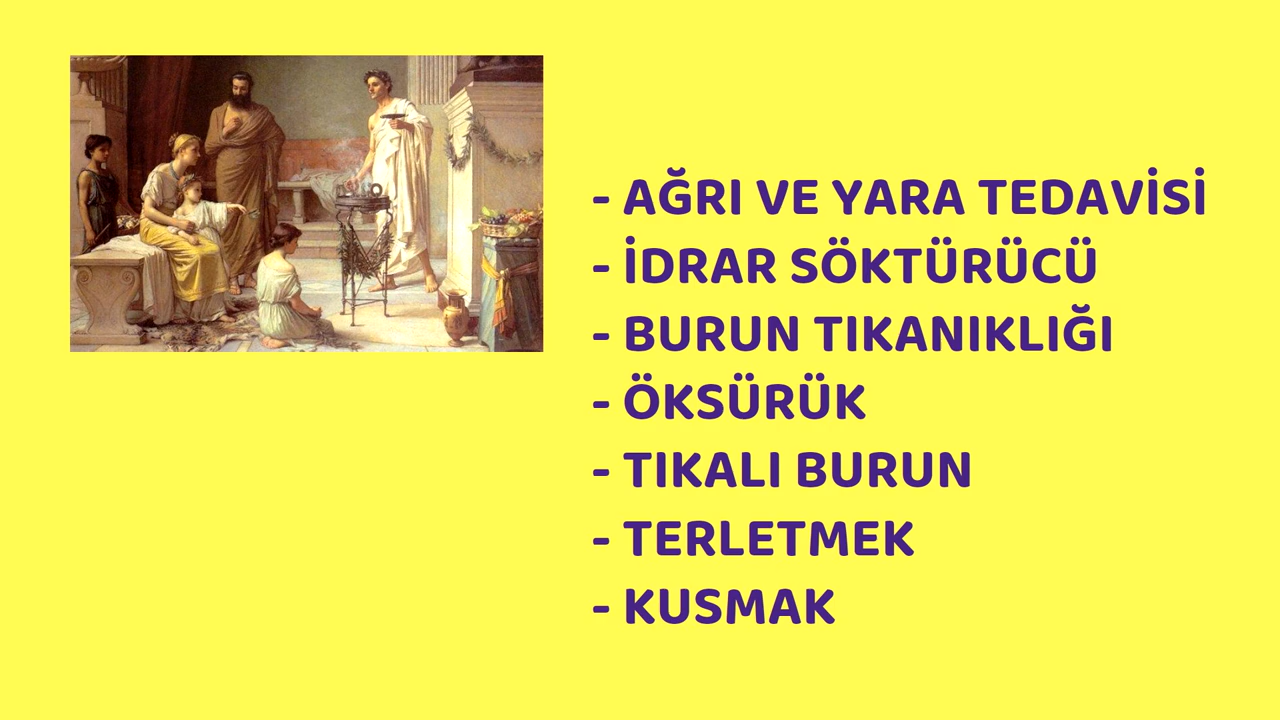 - AĞRI VE YARA TEDAVİSİ
- İDRAR SÖKTÜRÜCÜ
- BURUN TIKANIKLIĞI
- ÖKSÜRÜK
- TIKALI BURUN
- TERLETMEK
- KUSMAK